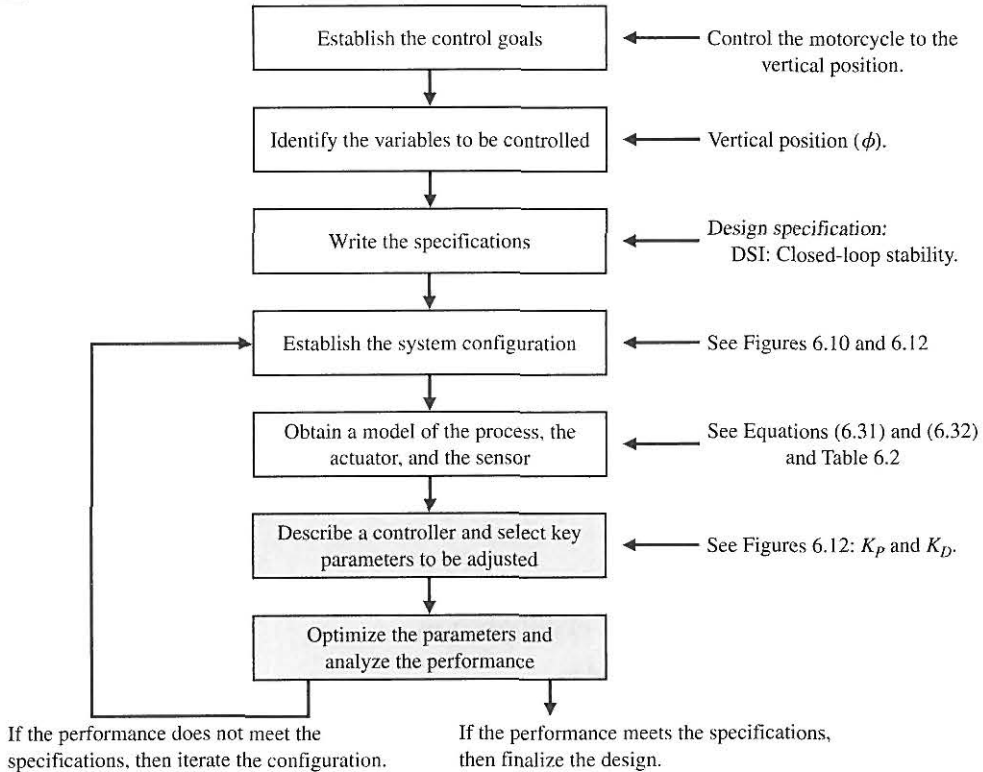 Establish the control goals
Control the motorcycle to the
vertical position.
Identify the variables to be controlled
Vertical position (ϕ).
Write the specifications
Design specification:
DSI: Closed-loop stability.
Establish the system configuration
See Figures 6.10 and 6.12
Obtain a model of the process, the
actuator, and the sensor
See Equations (6.31) and (6.32)
and Table 6.2
Describe a controller and select key
parameters to be adjusted
See Figures 6.12: K_P and K_D.
Optimize the parameters and
analyze the performance
If the performance does not meet the
specifications, then iterate the configuration.
If the performance meets the specifications,
then finalize the design.